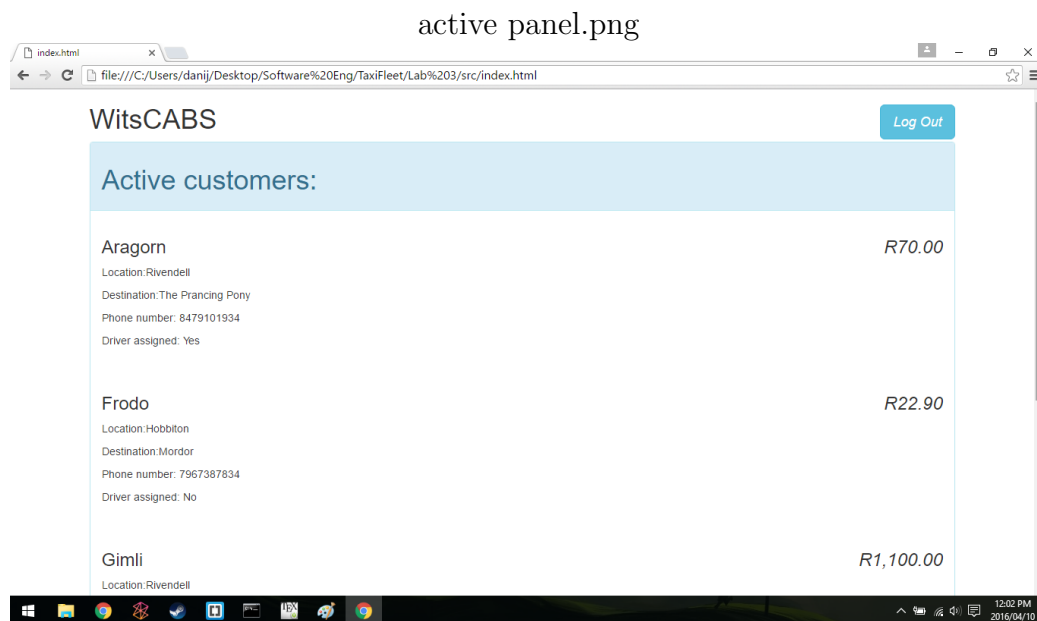 active panel.png
index.html
file:///C:/Users/danij/Desktop/Software%20Eng/TaxiFleet/Lab%203/src/index.html
WitsCABS
Log Out
Active customers:
Aragorn
R70.00
Location:Rivendell
Destination:The Prancing Pony
Phone number: 8479101934
Driver assigned: Yes
Frodo
R22.90
Location:Hobbiton
Destination:Mordor
Phone number: 7967387834
Driver assigned: No
Gimli
R1,100.00
Location:Rivendell
12:02 PM
2016/04/10